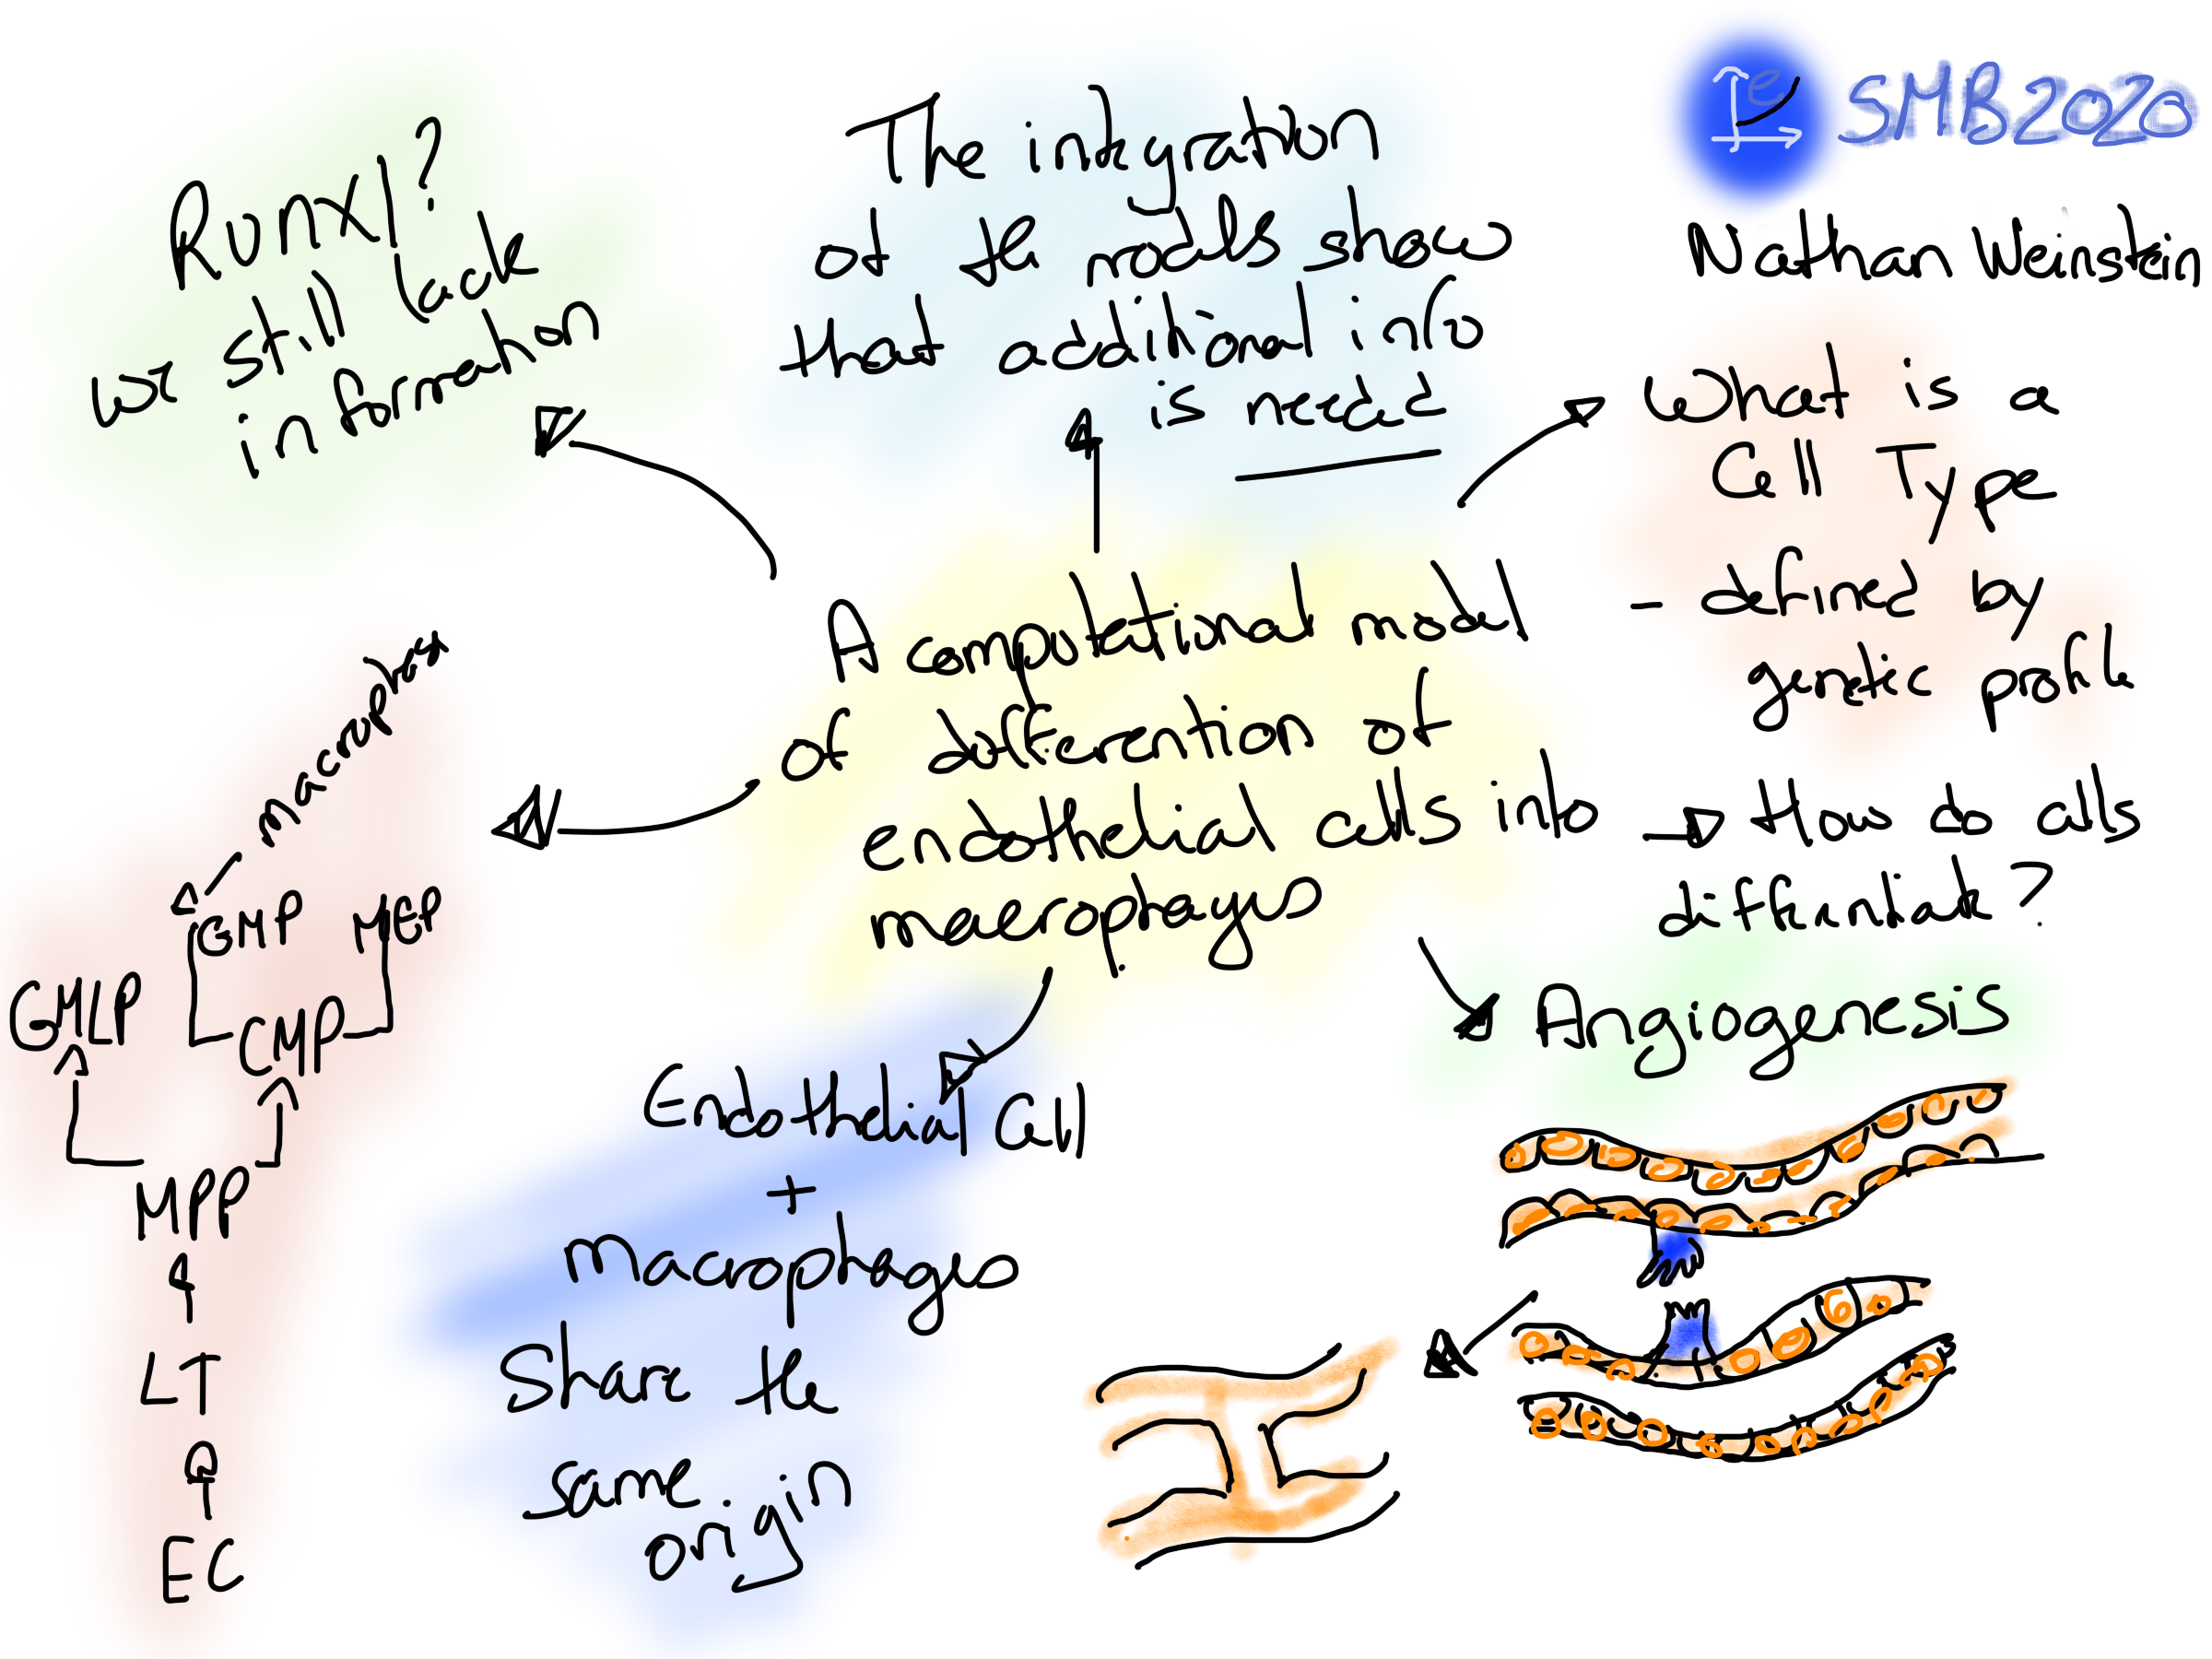 SMB2020
Nathan Weinstein
Runx1?
we still lack
information
The integration
of the models show
that additional info
is needed
What is a
Cell Type
- defined by
genetic profile
A computational model
of differention of
endothelial cells into
macrophages
How do cells
differentiate?
Angiogenesis
macrophages
GMP MEP
GMLP
CMP
MPP
LT
EC
Endothelial Cell
+
Macrophages
Share the
same
origin